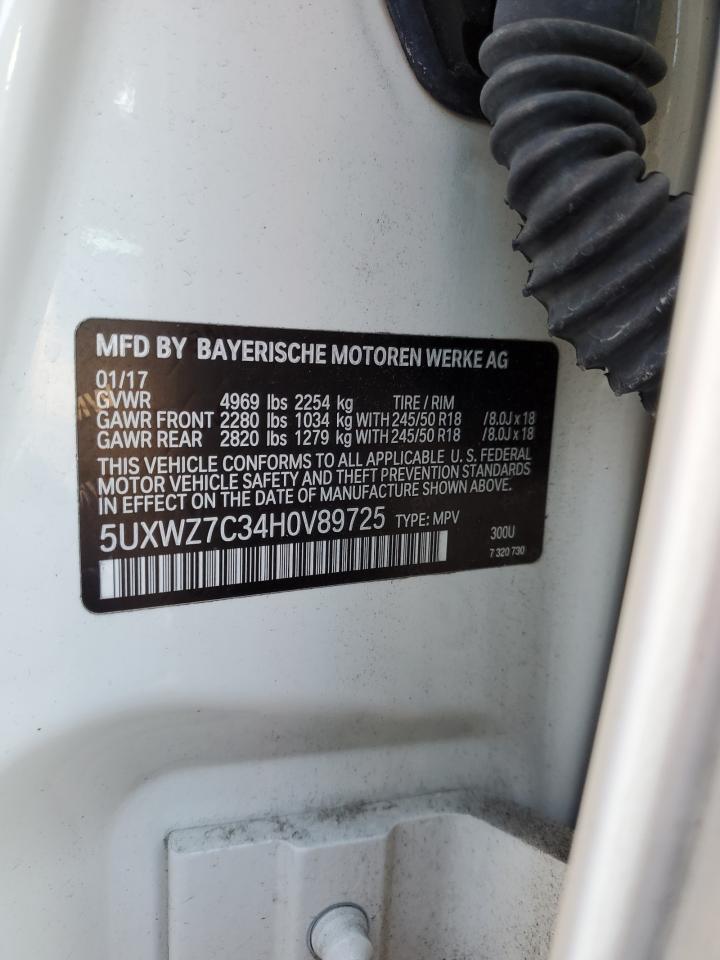 MFD BY BAYERISCHE MOTOREN WERKE AG
01/17
GVWR 4969 lbs 2254 kg TIRE / RIM
GAWR FRONT 2280 lbs 1034 kg WITH 245/50 R18 /8.0J x 18
GAWR REAR 2820 lbs 1279 kg WITH 245/50 R18 /8.0J x 18
THIS VEHICLE CONFORMS TO ALL APPLICABLE U. S. FEDERAL
MOTOR VEHICLE SAFETY AND THEFT PREVENTION STANDARDS
IN EFFECT ON THE DATE OF MANUFACTURE SHOWN ABOVE.
5UXWZ7C34H0V89725 TYPE: MPV 300U
7 320 730